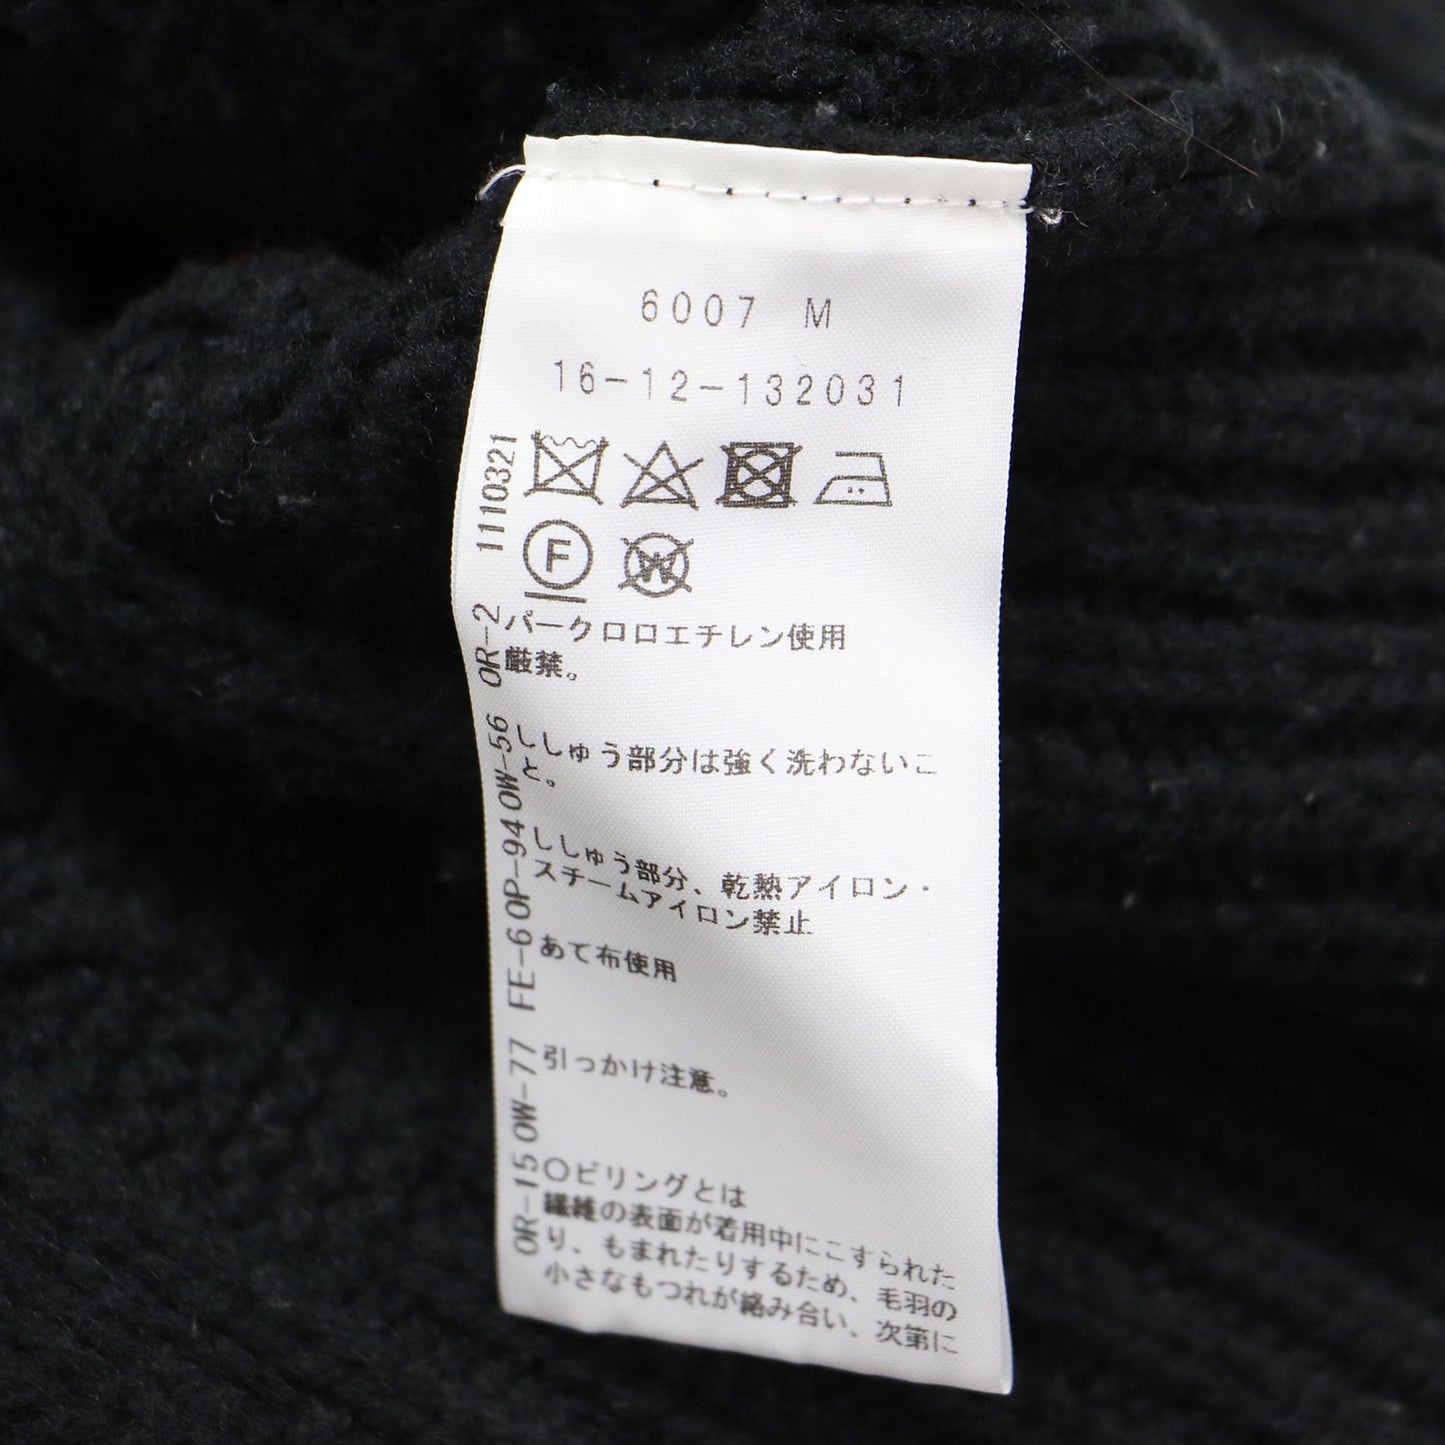 6007 M
16-12-132031
F
W
パークロロエチレン使用
厳禁。
ししゅう部分は強く洗わないこ
と。
ししゅう部分、乾熱アイロン・
スチームアイロン禁止
あて布使用
引っかけ注意。
○ピリングとは
繊維の表面が着用中にこすられた
り、もまれたりするため、毛羽の
小さなもつれが絡み合い、次第に
OR-15 OW-77 FE-6 OP-94 OW-56 OR-2 1110321